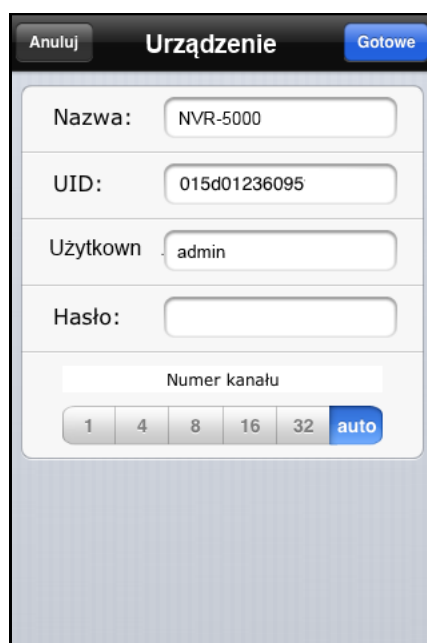 Anuluj Urządzenie Gotowe
Nazwa: NVR-5000
UID: 015d01236095
Użytkown admin
Hasło:
Numer kanału
1 4 8 16 32 auto